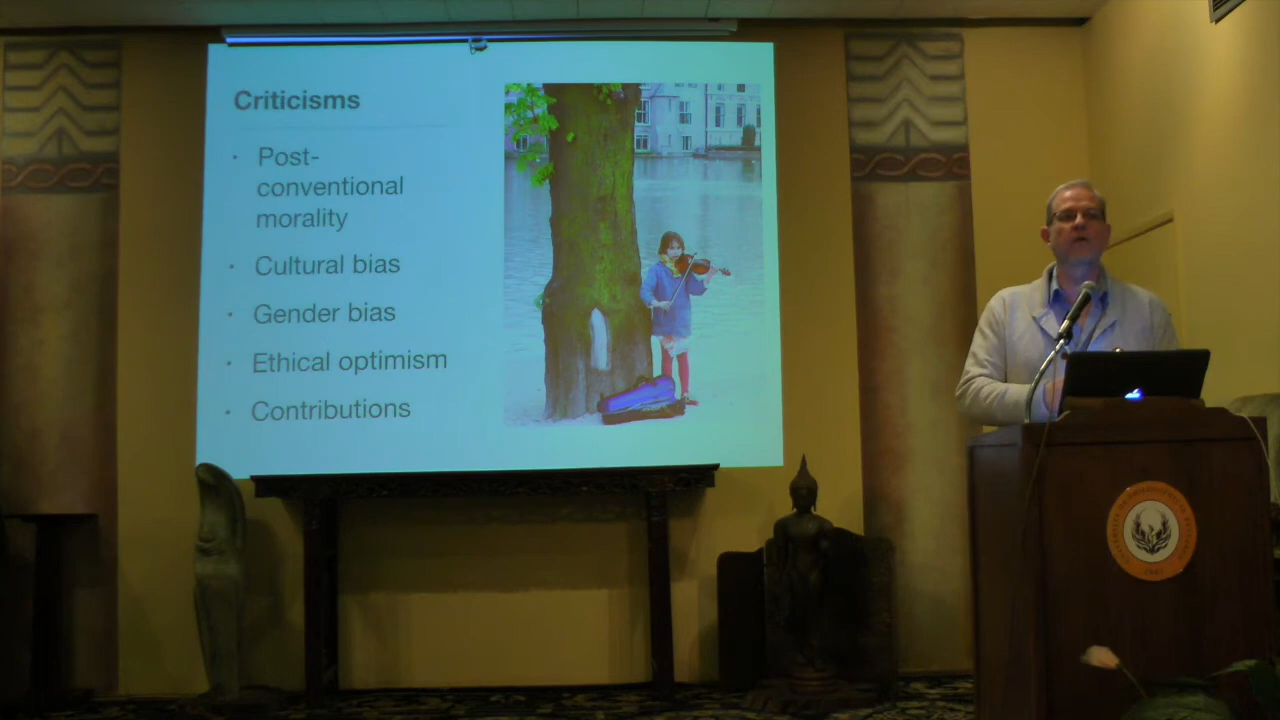 Criticisms
· Post-
conventional
morality
· Cultural bias
· Gender bias
· Ethical optimism
· Contributions